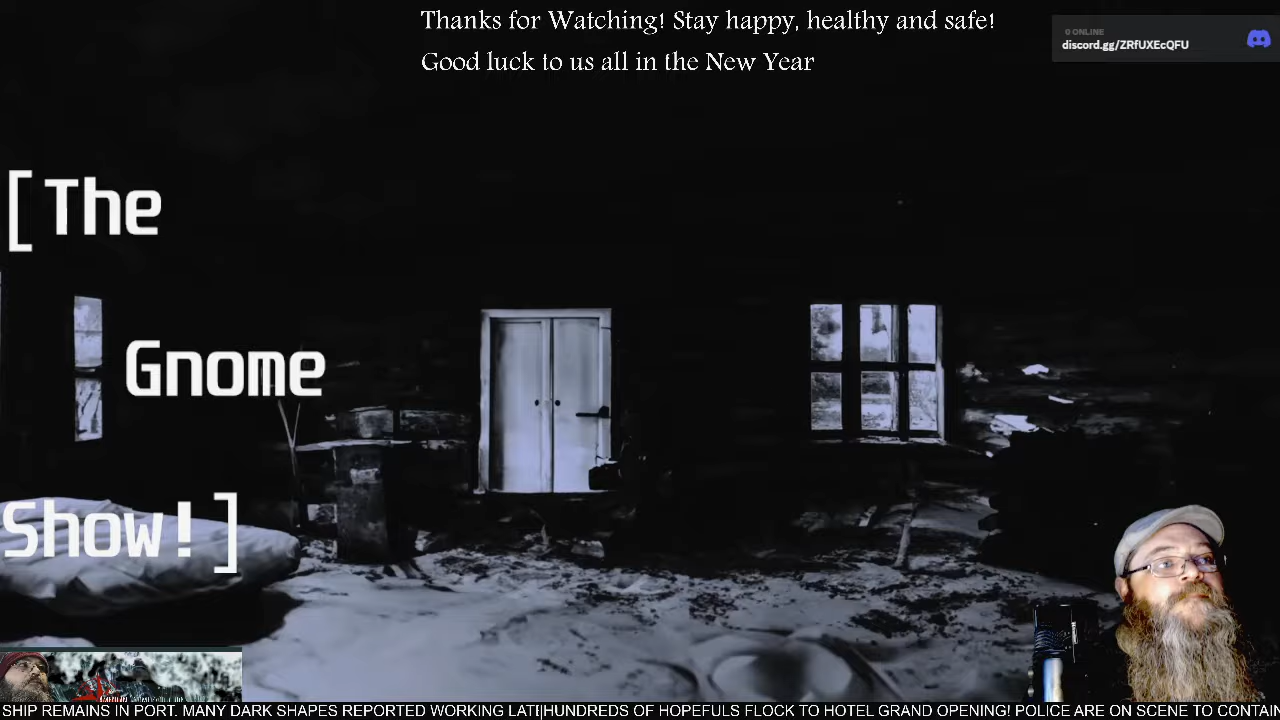 Thanks for Watching! Stay happy, healthy and safe!
Good luck to us all in the New Year
0 ONLINE
discord.gg/ZRfUXEcQFU
[The
Gnome
Show!]
SHIP REMAINS IN PORT. MANY DARK SHAPES REPORTED WORKING LATE
HUNDREDS OF HOPEFULS FLOCK TO HOTEL GRAND OPENING! POLICE ARE ON SCENE TO CONTAIN